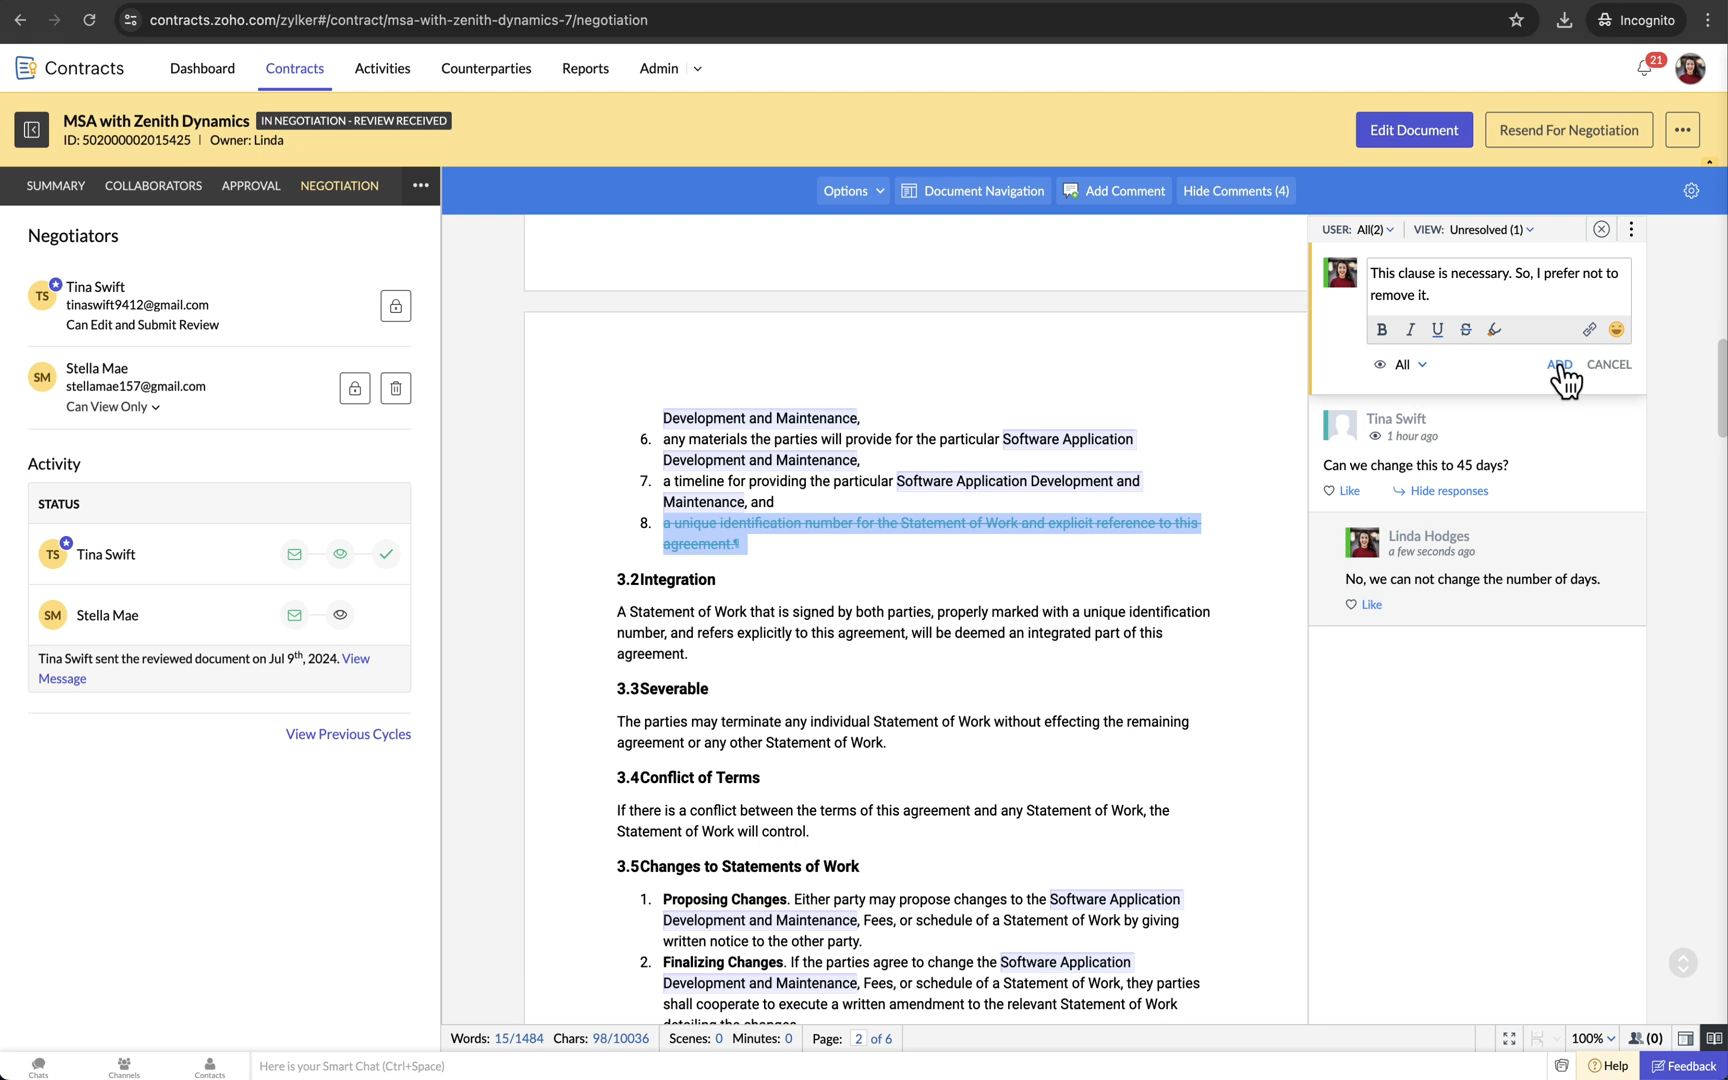 contracts.zoho.com/zylker#/contract/msa-with-zenith-dynamics-7/negotiation
Incognito
Contracts
Dashboard
Contracts
Activities
Counterparties
Reports
Admin
21
MSA with Zenith Dynamics
IN NEGOTIATION - REVIEW RECEIVED
ID: 502000002015425 | Owner: Linda
Edit Document
Resend For Negotiation
SUMMARY
COLLABORATORS
APPROVAL
NEGOTIATION
Options
Document Navigation
Add Comment
Hide Comments (4)
Negotiators
TS
Tina Swift
tinaswift9412@gmail.com
Can Edit and Submit Review
SM
Stella Mae
stellamae157@gmail.com
Can View Only
Activity
STATUS
TS
Tina Swift
SM
Stella Mae
Tina Swift sent the reviewed document on Jul 9th, 2024. View
Message
View Previous Cycles
Development and Maintenance,
6. any materials the parties will provide for the particular Software Application
Development and Maintenance,
7. a timeline for providing the particular Software Application Development and
Maintenance, and
8. a unique identification number for the Statement of Work and explicit reference to this
agreement.¶
3.2Integration
A Statement of Work that is signed by both parties, properly marked with a unique identification
number, and refers explicitly to this agreement, will be deemed an integrated part of this
agreement.
3.3Severable
The parties may terminate any individual Statement of Work without effecting the remaining
agreement or any other Statement of Work.
3.4Conflict of Terms
If there is a conflict between the terms of this agreement and any Statement of Work, the
Statement of Work will control.
3.5Changes to Statements of Work
1. Proposing Changes. Either party may propose changes to the Software Application
Development and Maintenance, Fees, or schedule of a Statement of Work by giving
written notice to the other party.
2. Finalizing Changes. If the parties agree to change the Software Application
Development and Maintenance, Fees, or schedule of a Statement of Work, they parties
shall cooperate to execute a written amendment to the relevant Statement of Work
detailing the changes.
USER: All(2)
VIEW: Unresolved (1)
This clause is necessary. So, I prefer not to
remove it.
B I U S
All
ADD
CANCEL
Tina Swift
1 hour ago
Can we change this to 45 days?
Like
Hide responses
Linda Hodges
a few seconds ago
No, we can not change the number of days.
Like
Words: 15/1484
Chars: 98/10036
Scenes: 0
Minutes: 0
Page: 2 of 6
100%
(0)
Chats
Channels
Contacts
Here is your Smart Chat (Ctrl+Space)
Help
Feedback